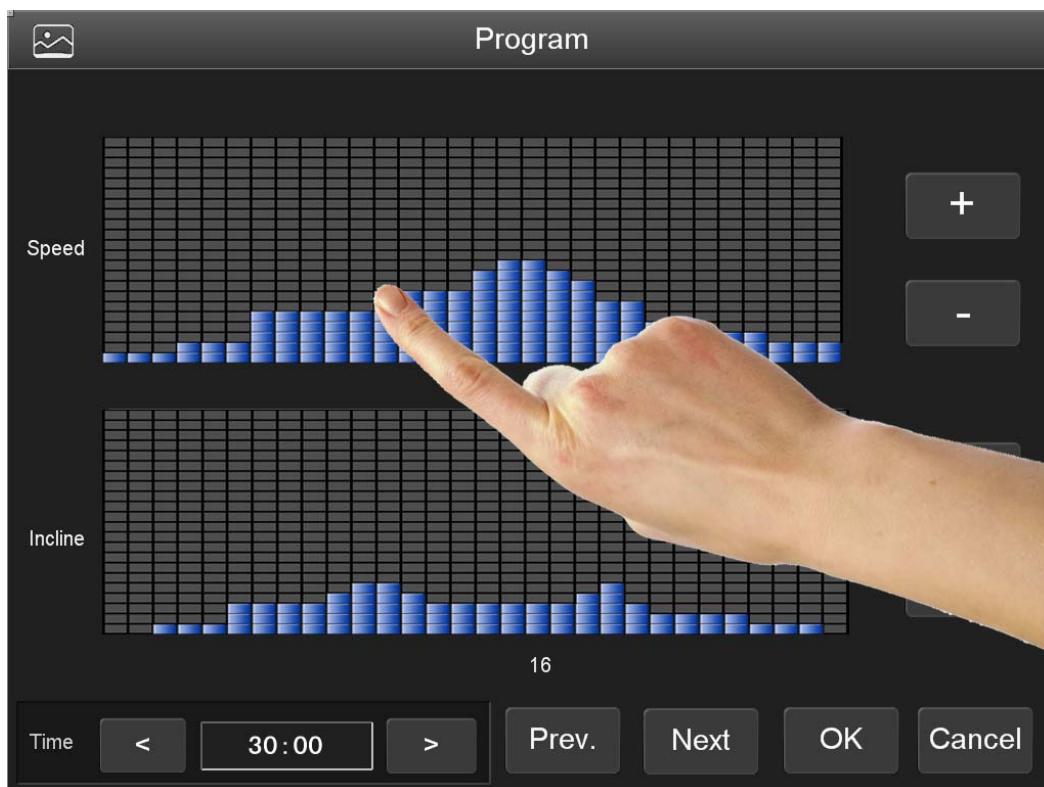 Program
Speed
+
-
Incline
16
Time
<
30:00
>
Prev.
Next
OK
Cancel